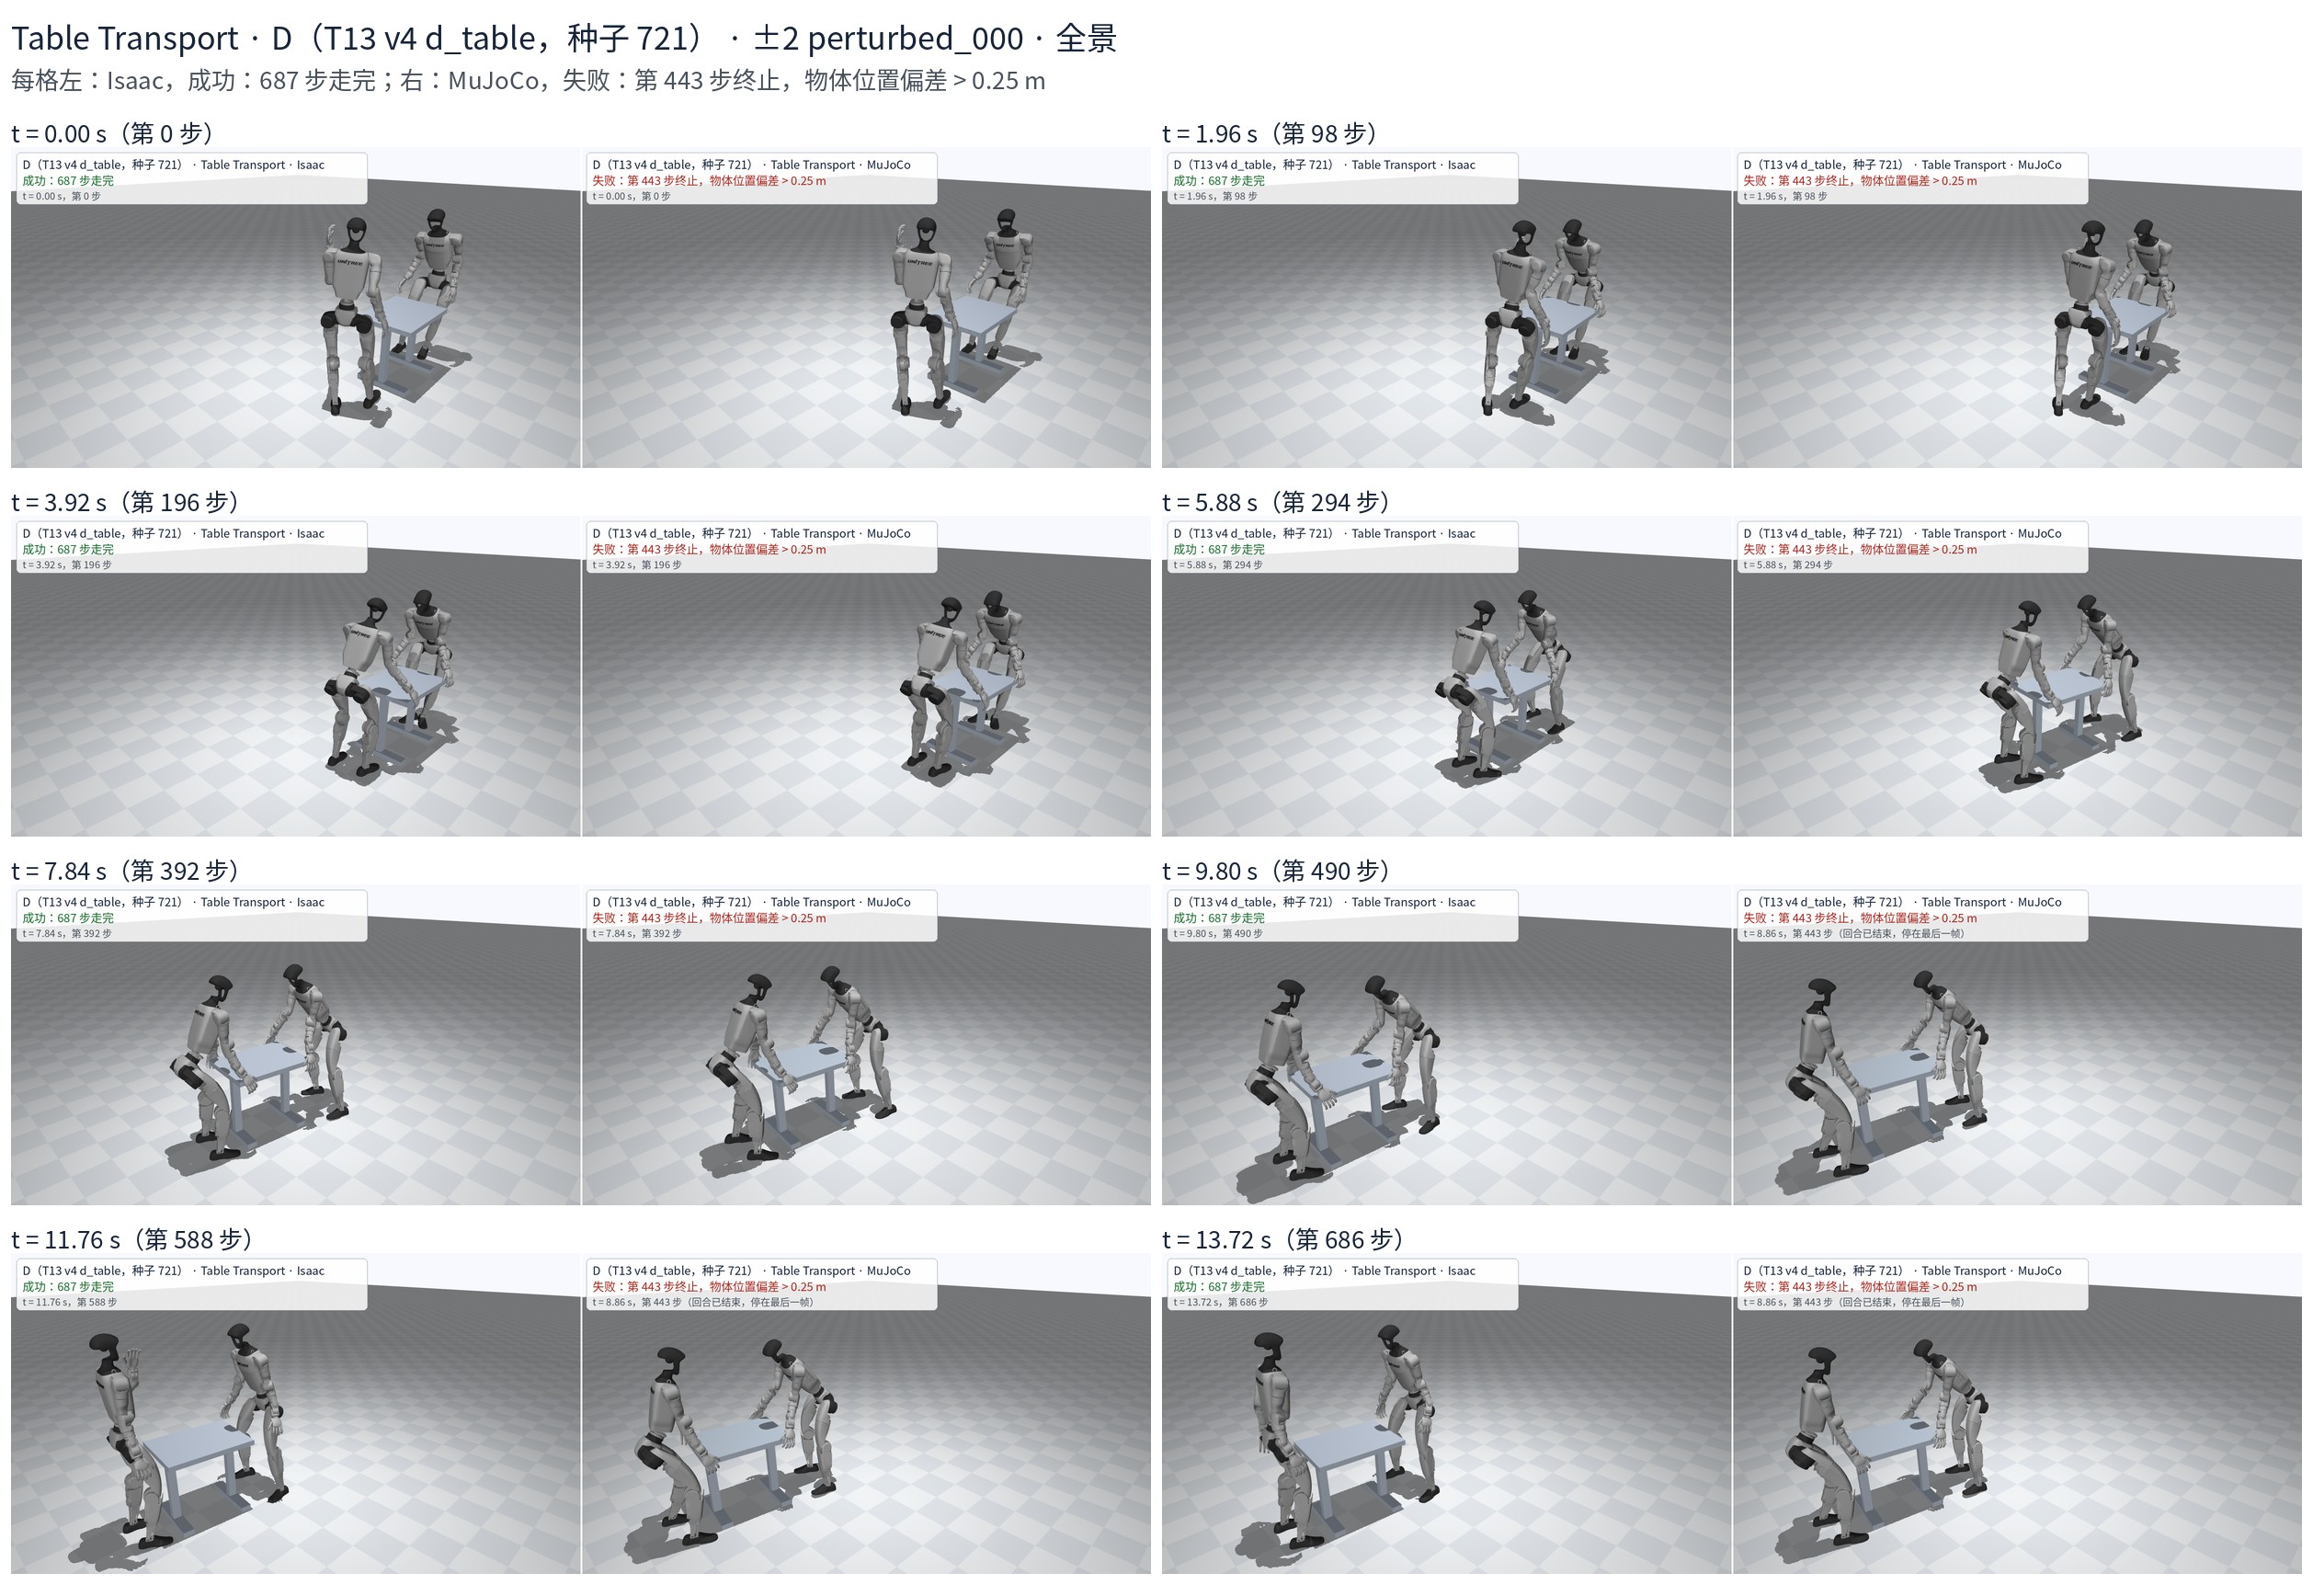 Table Transport · D（T13 v4 d_table，种子 721） · ±2 perturbed_000 · 全景
每格左：Isaac，成功：687 步走完；右：MuJoCo，失败：第 443 步终止，物体位置偏差 > 0.25 m
t = 0.00 s（第 0 步）
D（T13 v4 d_table，种子 721） · Table Transport · Isaac
成功：687 步走完
t = 0.00 s，第 0 步
D（T13 v4 d_table，种子 721） · Table Transport · MuJoCo
失败：第 443 步终止，物体位置偏差 > 0.25 m
t = 0.00 s，第 0 步
UNITREE
UNITREE
t = 1.96 s（第 98 步）
D（T13 v4 d_table，种子 721） · Table Transport · Isaac
成功：687 步走完
t = 1.96 s，第 98 步
D（T13 v4 d_table，种子 721） · Table Transport · MuJoCo
失败：第 443 步终止，物体位置偏差 > 0.25 m
t = 1.96 s，第 98 步
t = 3.92 s（第 196 步）
D（T13 v4 d_table，种子 721） · Table Transport · Isaac
成功：687 步走完
t = 3.92 s，第 196 步
D（T13 v4 d_table，种子 721） · Table Transport · MuJoCo
失败：第 443 步终止，物体位置偏差 > 0.25 m
t = 3.92 s，第 196 步
t = 5.88 s（第 294 步）
D（T13 v4 d_table，种子 721） · Table Transport · Isaac
成功：687 步走完
t = 5.88 s，第 294 步
D（T13 v4 d_table，种子 721） · Table Transport · MuJoCo
失败：第 443 步终止，物体位置偏差 > 0.25 m
t = 5.88 s，第 294 步
t = 7.84 s（第 392 步）
D（T13 v4 d_table，种子 721） · Table Transport · Isaac
成功：687 步走完
t = 7.84 s，第 392 步
D（T13 v4 d_table，种子 721） · Table Transport · MuJoCo
失败：第 443 步终止，物体位置偏差 > 0.25 m
t = 7.84 s，第 392 步
t = 9.80 s（第 490 步）
D（T13 v4 d_table，种子 721） · Table Transport · Isaac
成功：687 步走完
t = 9.80 s，第 490 步
D（T13 v4 d_table，种子 721） · Table Transport · MuJoCo
失败：第 443 步终止，物体位置偏差 > 0.25 m
t = 8.86 s，第 443 步（回合已结束，停在最后一帧）
t = 11.76 s（第 588 步）
D（T13 v4 d_table，种子 721） · Table Transport · Isaac
成功：687 步走完
t = 11.76 s，第 588 步
D（T13 v4 d_table，种子 721） · Table Transport · MuJoCo
失败：第 443 步终止，物体位置偏差 > 0.25 m
t = 8.86 s，第 443 步（回合已结束，停在最后一帧）
t = 13.72 s（第 686 步）
D（T13 v4 d_table，种子 721） · Table Transport · Isaac
成功：687 步走完
t = 13.72 s，第 686 步
D（T13 v4 d_table，种子 721） · Table Transport · MuJoCo
失败：第 443 步终止，物体位置偏差 > 0.25 m
t = 8.86 s，第 443 步（回合已结束，停在最后一帧）